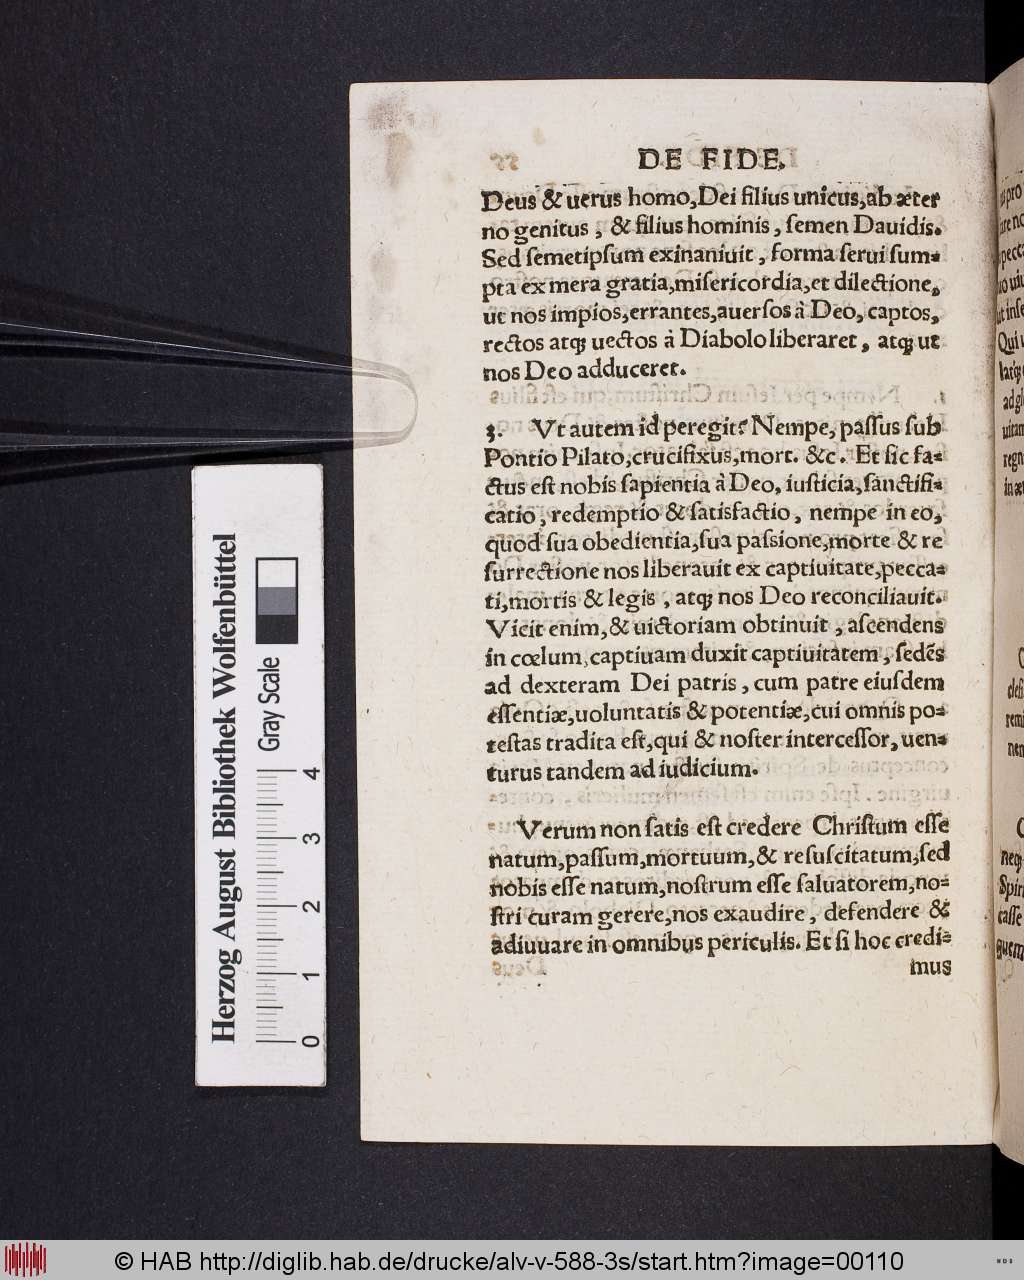 DE FIDE.
Deus & uerus homo, Dei filius unicus, ab æter
no genitus, & filius hominis, ſemen Dauidis.
Sed ſemetipſum exinaniuit, forma ſerui ſum-
pta ex mera gratia, miſericordia, et dilectione,
ut nos impios, errantes, auerſos à Deo, captos,
rectos atqꝫ uectos à Diabolo liberaret, atqꝫ ut
nos Deo adduceret.
3. Vt autem id peregit? Nempe, paſſus ſub
Pontio Pilato, crucifixus, mort. &c. Et ſic fa-
ctus eſt nobis ſapientia à Deo, iuſticia, ſanctifi-
catio, redemptio & ſatisfactio, nempe in eo,
quod ſua obedientia, ſua paſsione, morte & re
ſurrectione nos liberauit ex captiuitate, pecca-
ti, mortis & legis, atqꝫ nos Deo reconciliauit.
Vicit enim, & uictoriam obtinuit, aſcendens
in cœlum, captiuam duxit captiuitatem, ſedẽs
ad dexteram Dei patris, cum patre eiuſdem
eſſentiæ, uoluntatis & potentiæ, cui omnis po-
teſtas tradita eſt, qui & noſter interceſſor, uen-
turus tandem ad iudicium.
Verum non ſatis eſt credere Chriſtum eſſe
natum, paſſum, mortuum, & reſuſcitatum, ſed
nobis eſſe natum, noſtrum eſſe ſaluatorem, no-
ſtri curam gerere, nos exaudire, defendere &
adiuuare in omnibus periculis. Et ſi hoc credi-
mus
Herzog August Bibliothek Wolfenbüttel
Gray Scale
0 1 2 3 4
© HAB http://diglib.hab.de/drucke/alv-v-588-3s/start.htm?image=00110